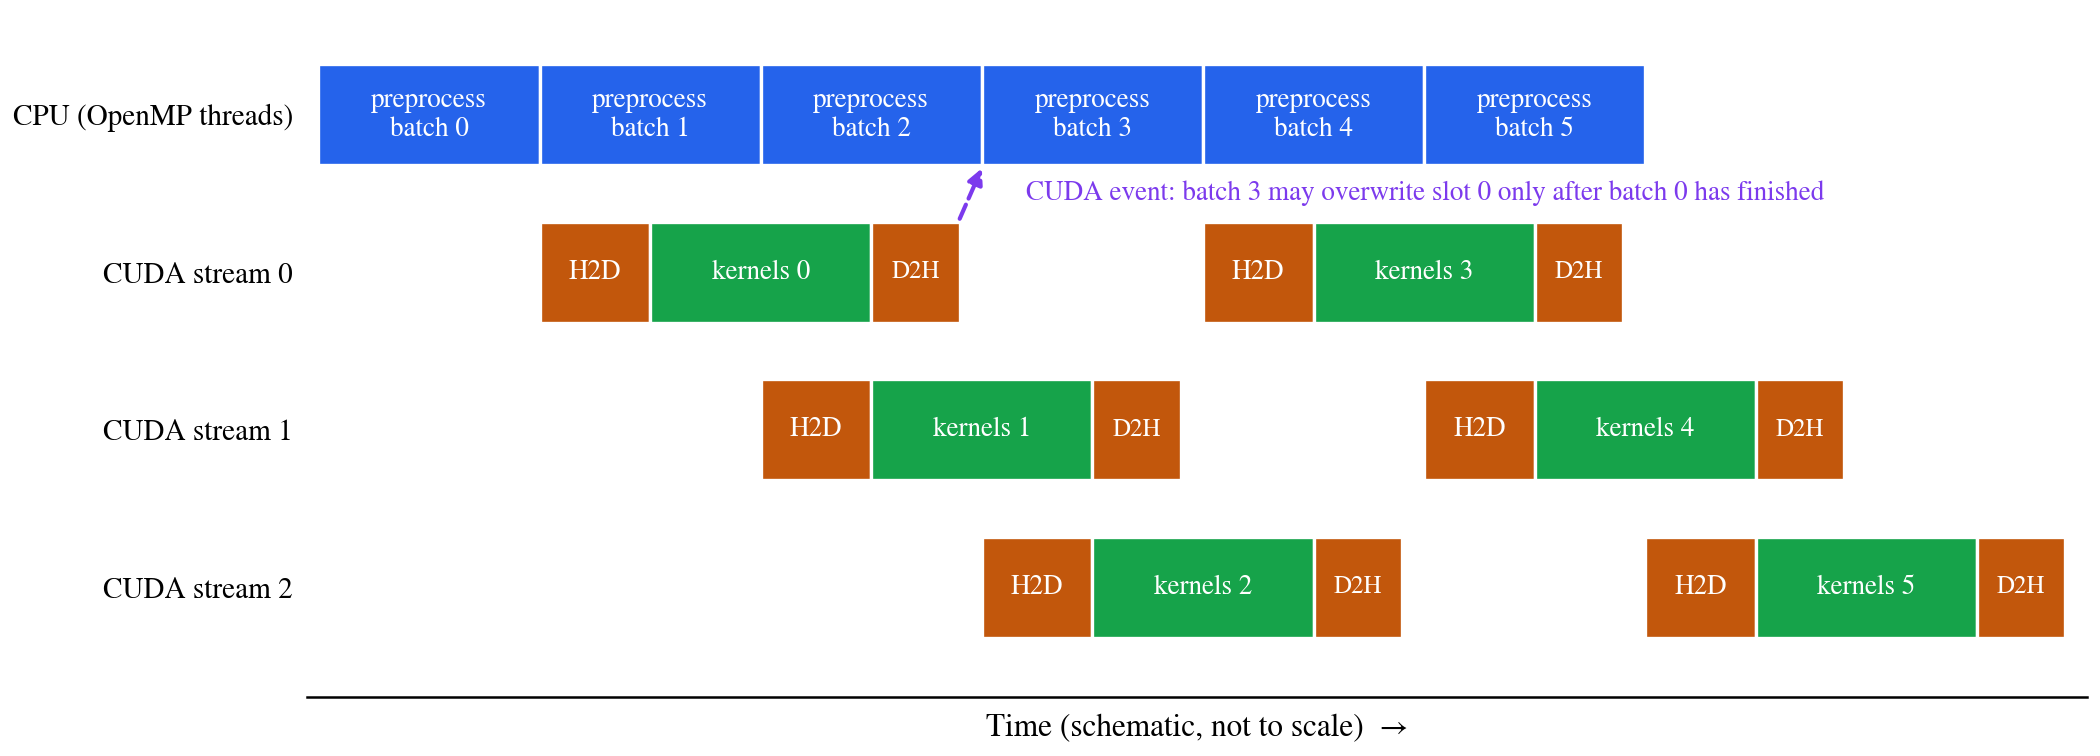 preprocess
batch 0
preprocess
batch 1
preprocess
batch 2
preprocess
batch 3
preprocess
batch 4
preprocess
batch 5
CPU (OpenMP threads)
CUDA event: batch 3 may overwrite slot 0 only after batch 0 has finished
CUDA stream 0
H2D
kernels 0
D2H
H2D
kernels 3
D2H
CUDA stream 1
H2D
kernels 1
D2H
H2D
kernels 4
D2H
CUDA stream 2
H2D
kernels 2
D2H
H2D
kernels 5
D2H
Time (schematic, not to scale) →